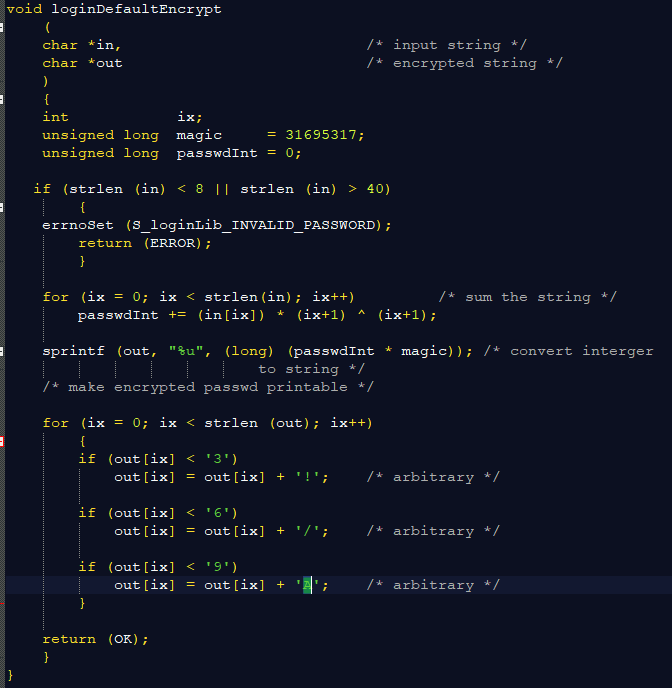 void loginDefaultEncrypt
(
char *in, /* input string */
char *out /* encrypted string */
)
{
int ix;
unsigned long magic = 31695317;
unsigned long passwdInt = 0;
if (strlen (in) < 8 || strlen (in) > 40)
{
errnoSet (S_loginLib_INVALID_PASSWORD);
return (ERROR);
}
for (ix = 0; ix < strlen(in); ix++) /* sum the string */
passwdInt += (in[ix]) * (ix+1) ^ (ix+1);
sprintf (out, "%u", (long) (passwdInt * magic)); /* convert interger
to string */
/* make encrypted passwd printable */
for (ix = 0; ix < strlen (out); ix++)
{
if (out[ix] < '3')
out[ix] = out[ix] + '!'; /* arbitrary */
if (out[ix] < '6')
out[ix] = out[ix] + '/'; /* arbitrary */
if (out[ix] < '9')
out[ix] = out[ix] + ' '; /* arbitrary */
}
return (OK);
}
}